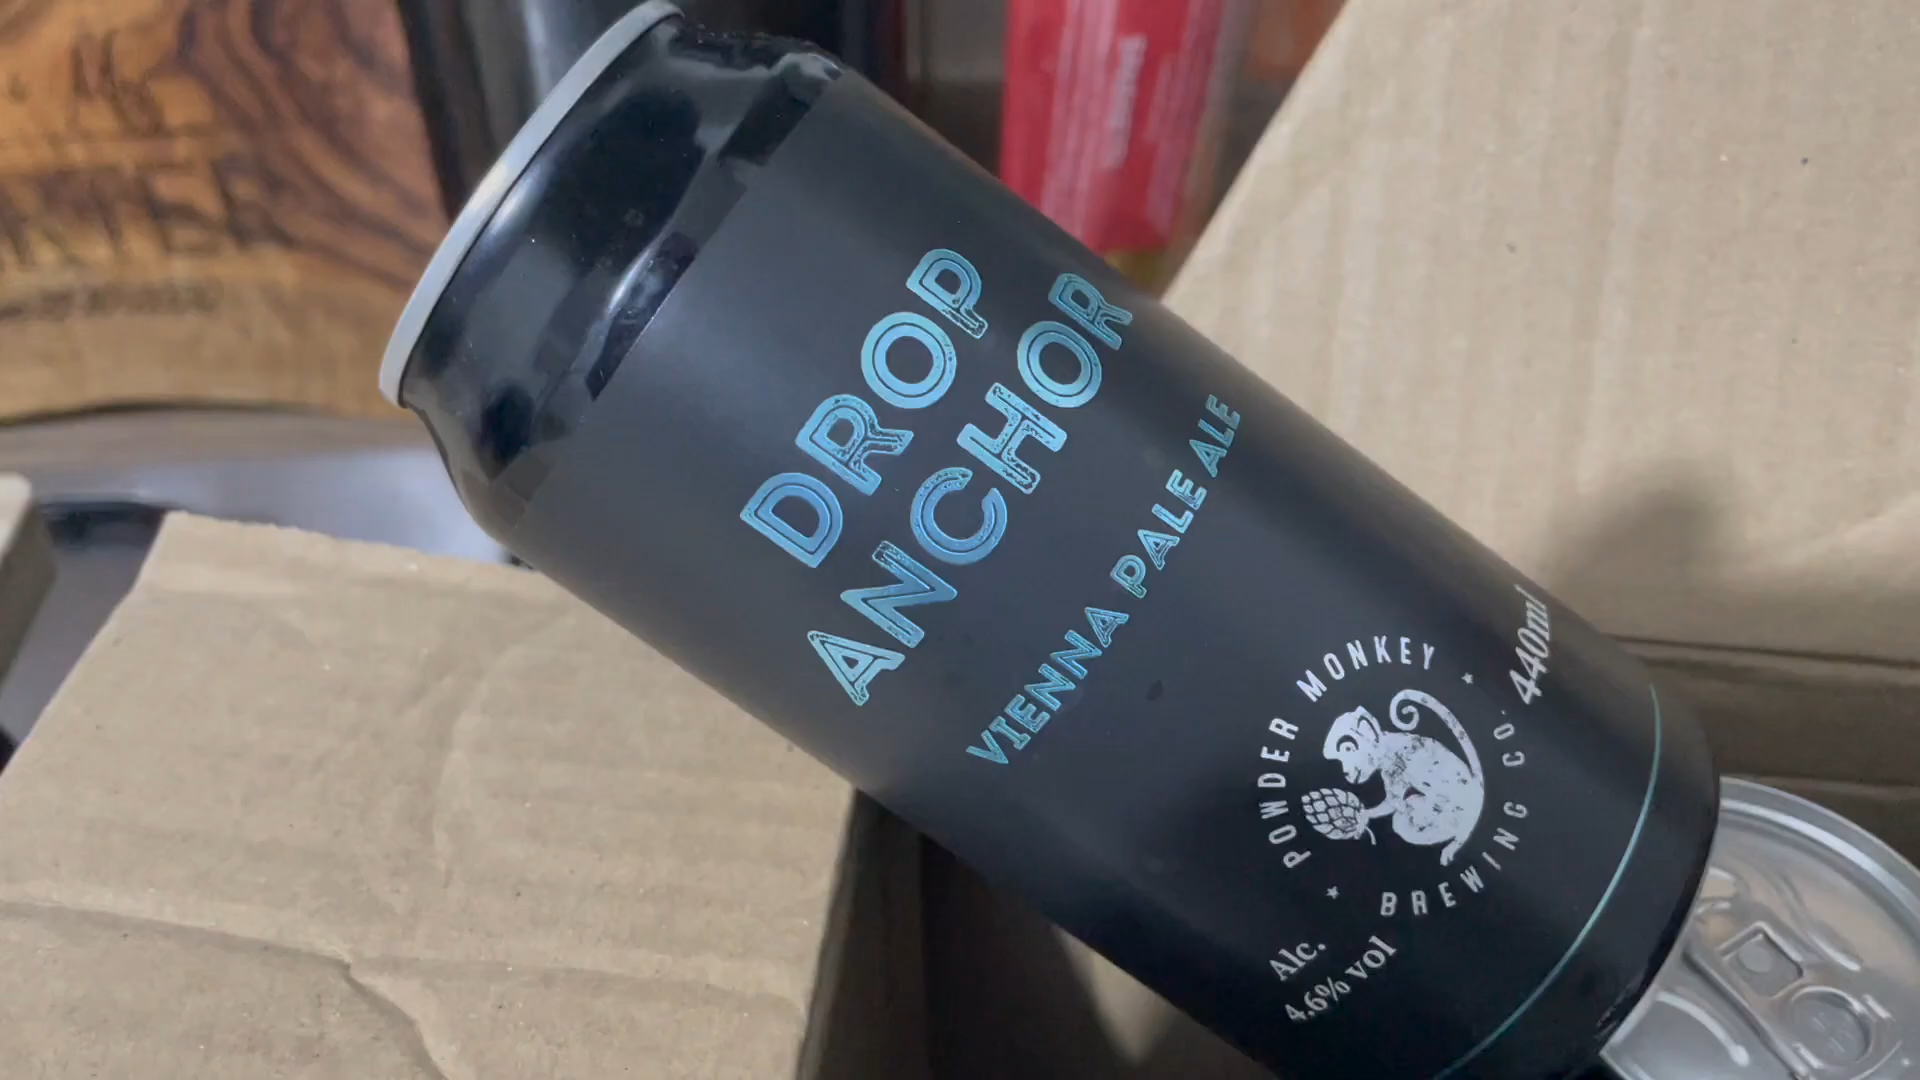 DROP
ANCHOR
VIENNA PALE ALE
POWDER MONKEY
BREWING CO.
440ml
Alc.
4.6% vol